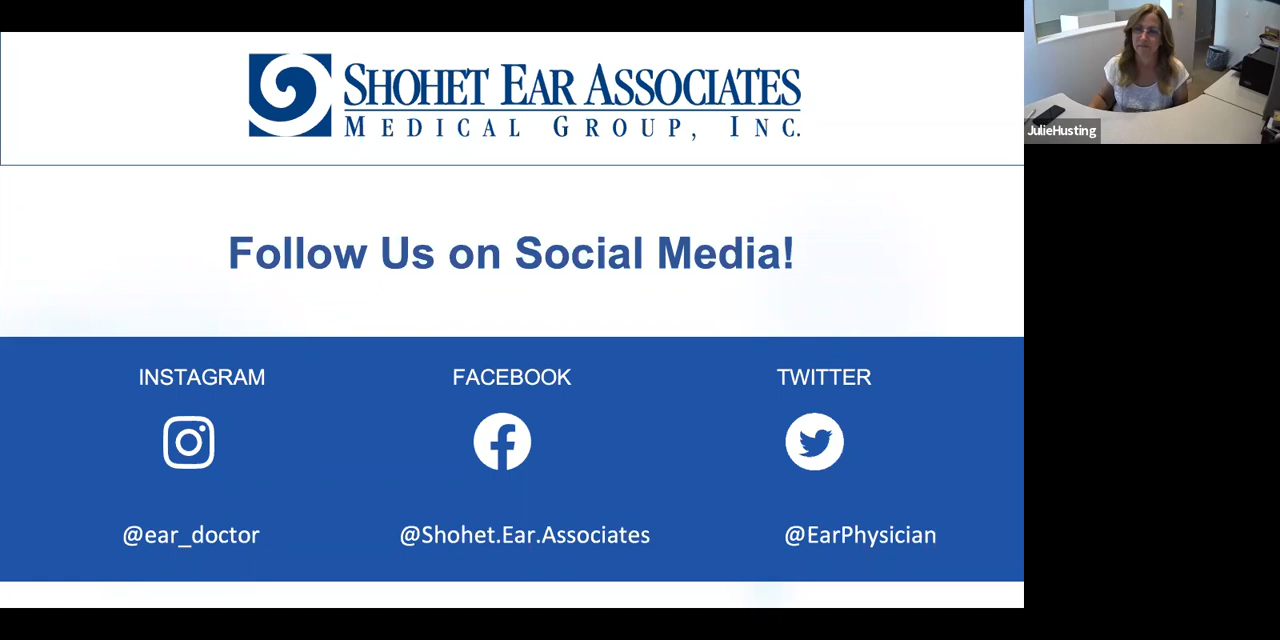 SHOHET EAR ASSOCIATES
MEDICAL GROUP, INC.
JulieHusting
Follow Us on Social Media!
INSTAGRAM
FACEBOOK
TWITTER
@ear_doctor
@Shohet.Ear.Associates
@EarPhysician